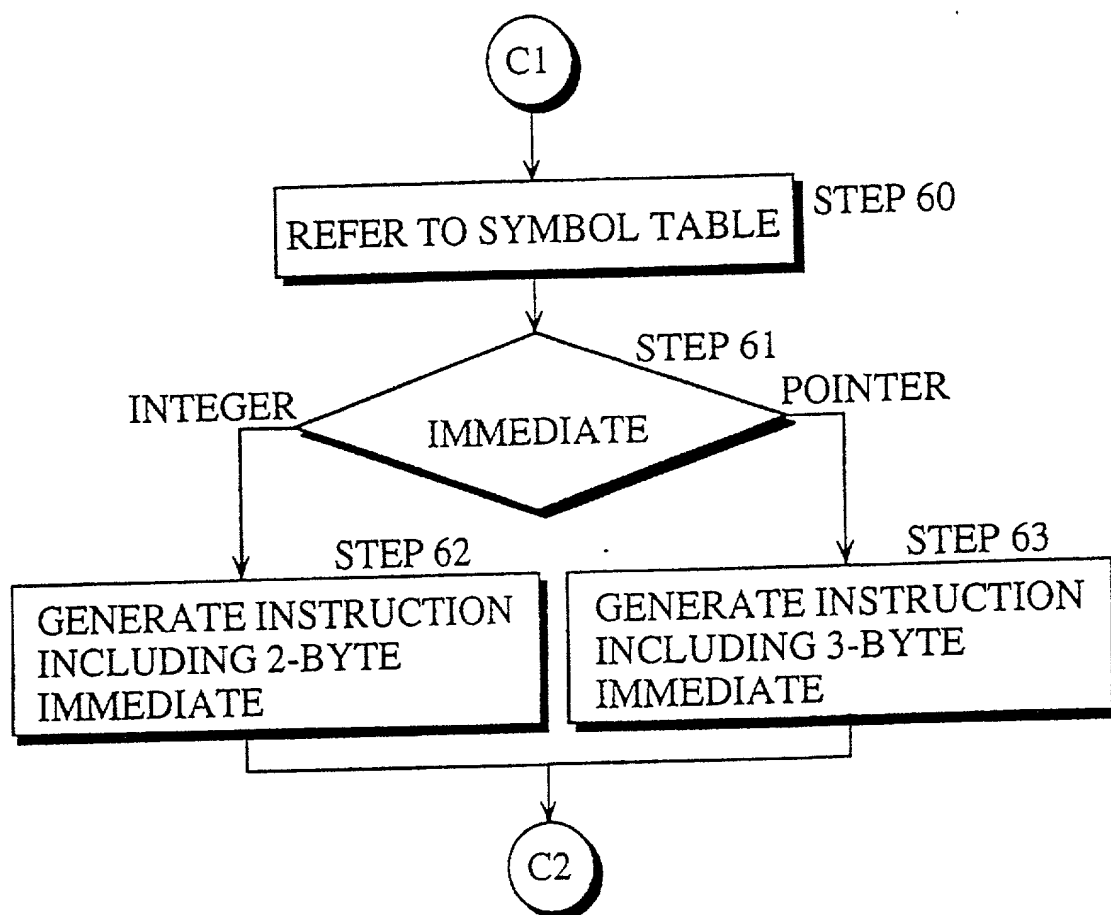 C1
REFER TO SYMBOL TABLE
STEP 60
STEP 61
INTEGER
IMMEDIATE
POINTER
STEP 62
GENERATE INSTRUCTION
INCLUDING 2-BYTE
IMMEDIATE
STEP 63
GENERATE INSTRUCTION
INCLUDING 3-BYTE
IMMEDIATE
C2